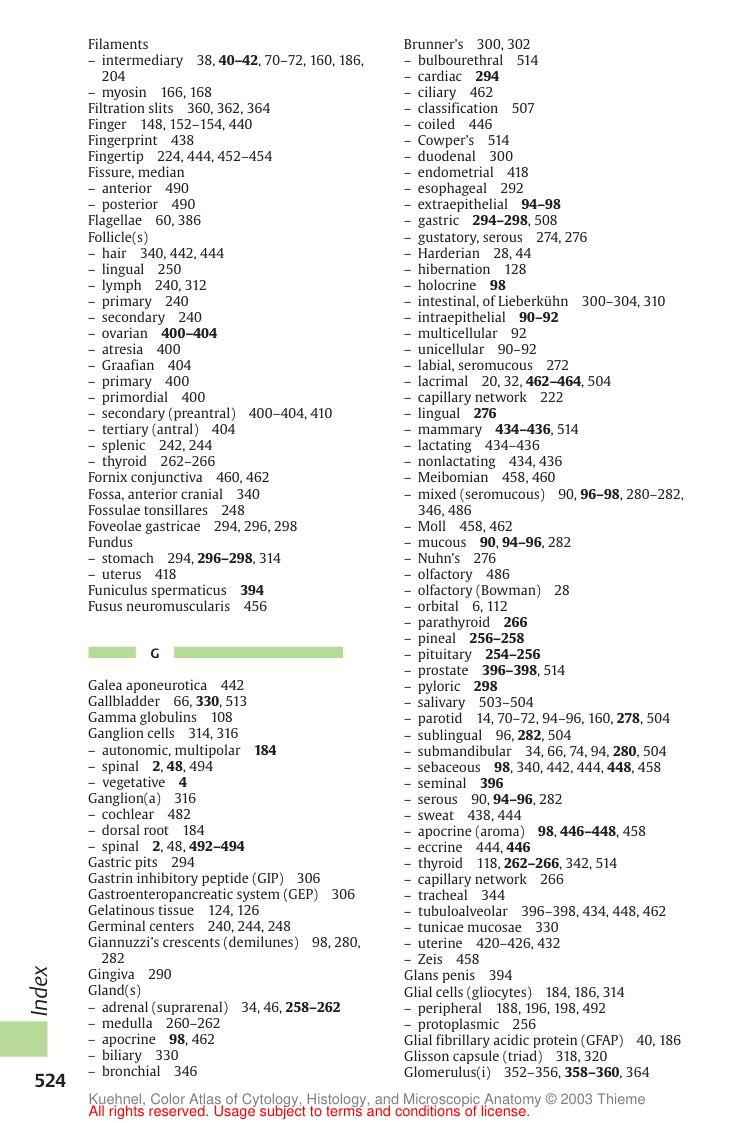 Filaments
– intermediary 38, 40–42, 70–72, 160, 186,
204
– myosin 166, 168
Filtration slits 360, 362, 364
Finger 148, 152–154, 440
Fingerprint 438
Fingertip 224, 444, 452–454
Fissure, median
– anterior 490
– posterior 490
Flagellae 60, 386
Follicle(s)
– hair 340, 442, 444
– lingual 250
– lymph 240, 312
– primary 240
– secondary 240
– ovarian 400–404
– atresia 400
– Graafian 404
– primary 400
– primordial 400
– secondary (preantral) 400–404, 410
– tertiary (antral) 404
– splenic 242, 244
– thyroid 262–266
Fornix conjunctiva 460, 462
Fossa, anterior cranial 340
Fossulae tonsillares 248
Foveolae gastricae 294, 296, 298
Fundus
– stomach 294, 296–298, 314
– uterus 418
Funiculus spermaticus 394
Fusus neuromuscularis 456
G
Galea aponeurotica 442
Gallbladder 66, 330, 513
Gamma globulins 108
Ganglion cells 314, 316
– autonomic, multipolar 184
– spinal 2, 48, 494
– vegetative 4
Ganglion(a) 316
– cochlear 482
– dorsal root 184
– spinal 2, 48, 492–494
Gastric pits 294
Gastrin inhibitory peptide (GIP) 306
Gastroenteropancreatic system (GEP) 306
Gelatinous tissue 124, 126
Germinal centers 240, 244, 248
Giannuzzi's crescents (demilunes) 98, 280,
282
Gingiva 290
Gland(s)
– adrenal (suprarenal) 34, 46, 258–262
– medulla 260–262
– apocrine 98, 462
– biliary 330
– bronchial 346
Brunner's 300, 302
– bulbourethral 514
– cardiac 294
– ciliary 462
– classification 507
– coiled 446
– Cowper's 514
– duodenal 300
– endometrial 418
– esophageal 292
– extraepithelial 94–98
– gastric 294–298, 508
– gustatory, serous 274, 276
– Harderian 28, 44
– hibernation 128
– holocrine 98
– intestinal, of Lieberkühn 300–304, 310
– intraepithelial 90–92
– multicellular 92
– unicellular 90–92
– labial, seromucous 272
– lacrimal 20, 32, 462–464, 504
– capillary network 222
– lingual 276
– mammary 434–436, 514
– lactating 434–436
– nonlactating 434, 436
– Meibomian 458, 460
– mixed (seromucous) 90, 96–98, 280–282,
346, 486
– Moll 458, 462
– mucous 90, 94–96, 282
– Nuhn's 276
– olfactory 486
– olfactory (Bowman) 28
– orbital 6, 112
– parathyroid 266
– pineal 256–258
– pituitary 254–256
– prostate 396–398, 514
– pyloric 298
– salivary 503–504
– parotid 14, 70–72, 94–96, 160, 278, 504
– sublingual 96, 282, 504
– submandibular 34, 66, 74, 94, 280, 504
– sebaceous 98, 340, 442, 444, 448, 458
– seminal 396
– serous 90, 94–96, 282
– sweat 438, 444
– apocrine (aroma) 98, 446–448, 458
– eccrine 444, 446
– thyroid 118, 262–266, 342, 514
– capillary network 266
– tracheal 344
– tubuloalveolar 396–398, 434, 448, 462
– tunicae mucosae 330
– uterine 420–426, 432
– Zeis 458
Glans penis 394
Glial cells (gliocytes) 184, 186, 314
– peripheral 188, 196, 198, 492
– protoplasmic 256
Glial fibrillary acidic protein (GFAP) 40, 186
Glisson capsule (triad) 318, 320
Glomerulus(i) 352–356, 358–360, 364
Index
524
Kuehnel, Color Atlas of Cytology, Histology, and Microscopic Anatomy © 2003 Thieme
All rights reserved. Usage subject to terms and conditions of license.